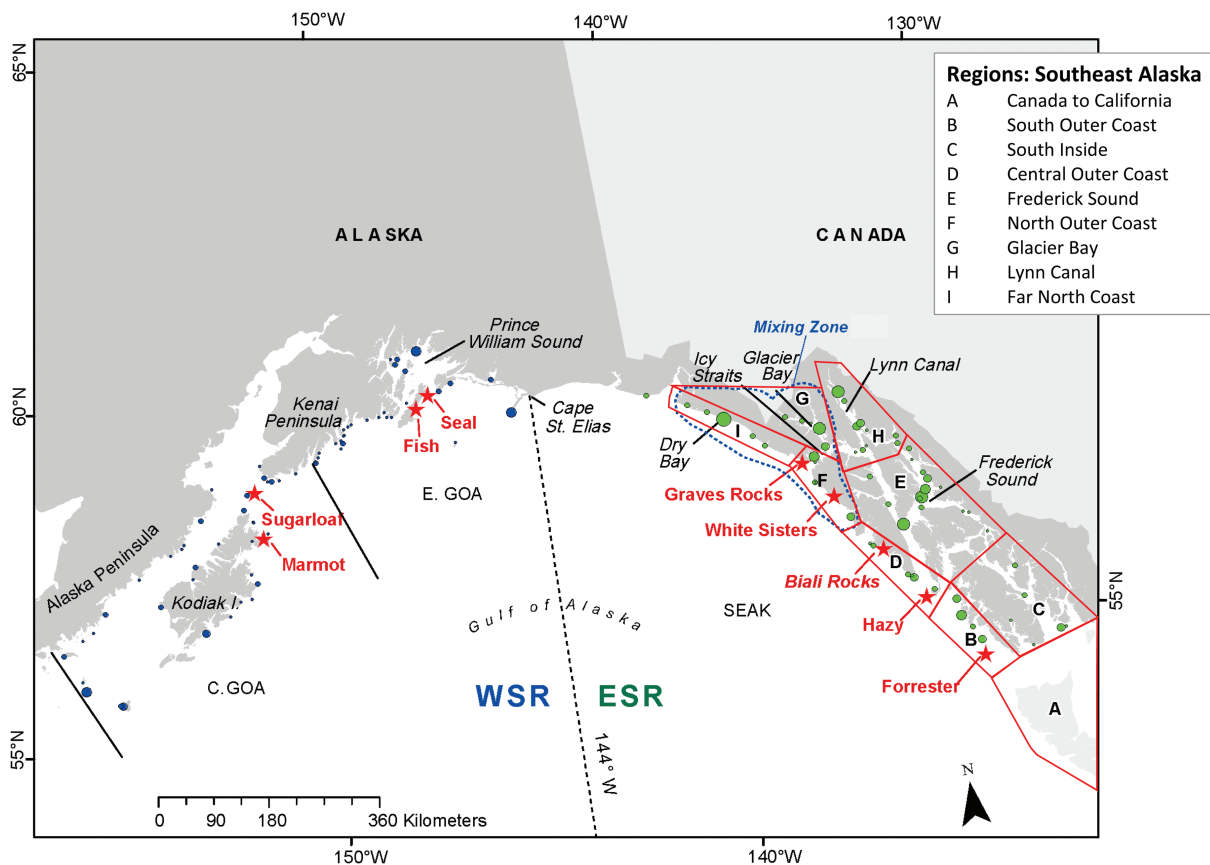 150°W
140°W
130°W
65°N
Regions: Southeast Alaska
A Canada to California
B South Outer Coast
C South Inside
D Central Outer Coast
E Frederick Sound
F North Outer Coast
G Glacier Bay
H Lynn Canal
I Far North Coast
ALASKA
CANADA
Prince
William Sound
Mixing Zone
Icy
Straits
Glacier
Bay
Lynn Canal
60°N
Kenai
Peninsula
Seal
Fish
Cape
St. Elias
G
I
H
Dry
Bay
E
Frederick
Sound
E. GOA
Graves Rocks
F
Sugarloaf
White Sisters
Marmot
Alaska Peninsula
Kodiak I.
D
Biali Rocks
55°N
Gulf of Alaska
SEAK
Hazy
C
B
C.GOA
WSR
ESR
Forrester
A
144° W
55°N
N
0 90 180 360 Kilometers
150°W
140°W